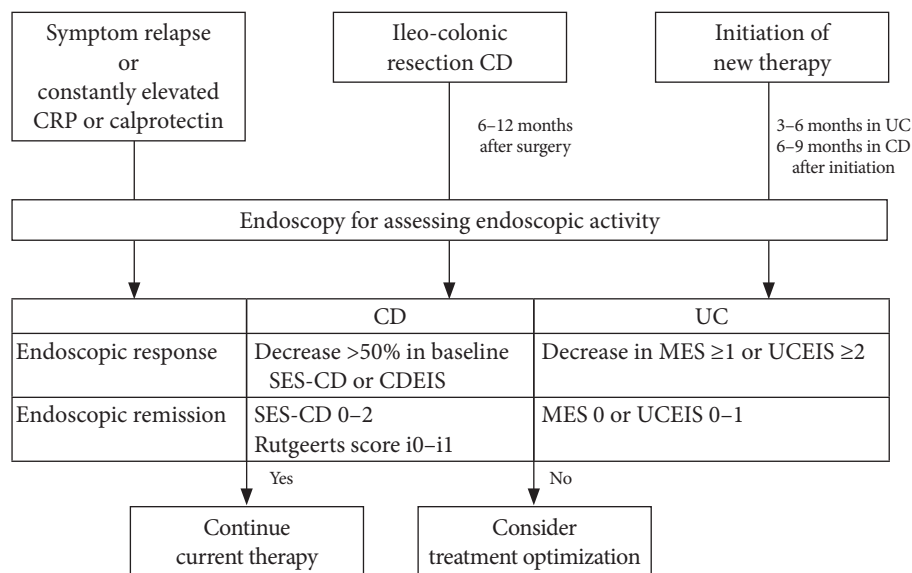 Symptom relapse
or
constantly elevated
CRP or calprotectin
Ileo-colonic
resection CD
Initiation of
new therapy
6–12 months
after surgery
3–6 months in UC
6–9 months in CD
after initiation
Endoscopy for assessing endoscopic activity
CD
UC
Endoscopic response
Decrease >50% in baseline
SES-CD or CDEIS
Decrease in MES ≥1 or UCEIS ≥2
Endoscopic remission
SES-CD 0–2
Rutgeerts score i0–i1
MES 0 or UCEIS 0–1
Yes
No
Continue
current therapy
Consider
treatment optimization